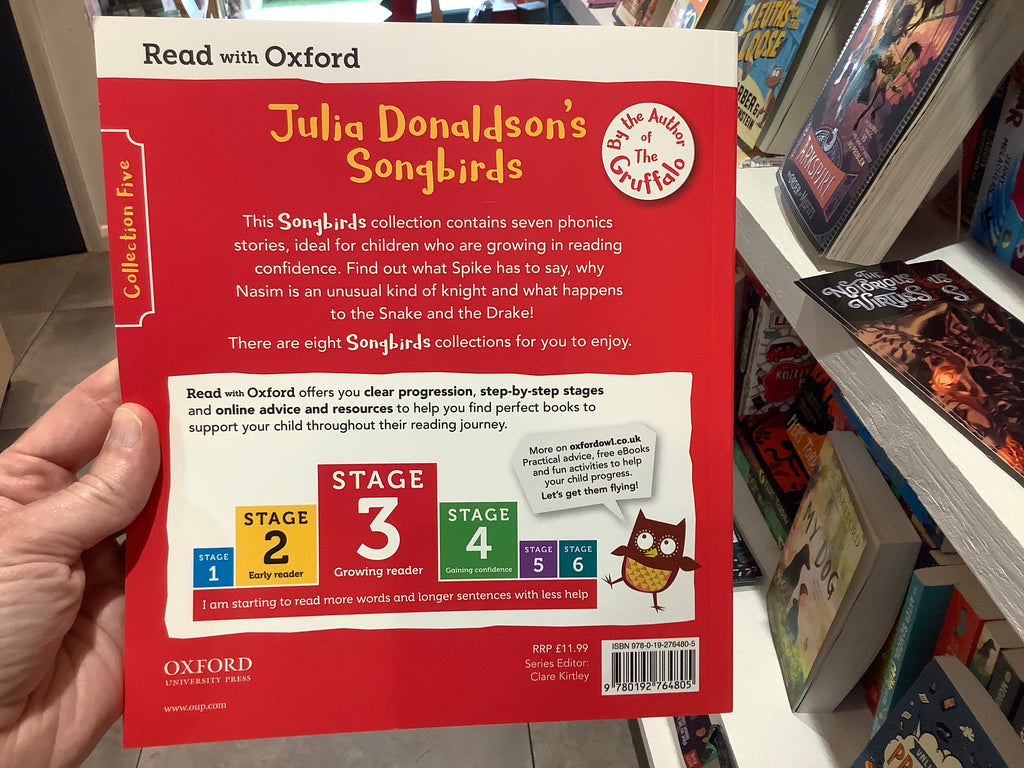 Read with Oxford
Julia Donaldson's
Songbirds
By the Author
of
The
Gruffalo
Collection Five
This Songbirds collection contains seven phonics
stories, ideal for children who are growing in reading
confidence. Find out what Spike has to say, why
Nasim is an unusual kind of knight and what happens
to the Snake and the Drake!
There are eight Songbirds collections for you to enjoy.
Read with Oxford offers you clear progression, step-by-step stages
and online advice and resources to help you find perfect books to
support your child throughout their reading journey.
More on oxfordowl.co.uk
Practical advice, free eBooks
and fun activities to help
your child progress.
Let's get them flying!
STAGE
1
STAGE
2
Early reader
STAGE
3
Growing reader
STAGE
4
Gaining confidence
STAGE
5
STAGE
6
I am starting to read more words and longer sentences with less help
OXFORD
UNIVERSITY PRESS
www.oup.com
RRP £11.99
Series Editor:
Clare Kirtley
ISBN 978-0-19-276480-5
9 780192 764805
SLEUTHS
LOOSE
THE
NOTORIOUS
VIRTUES
MY
DOG